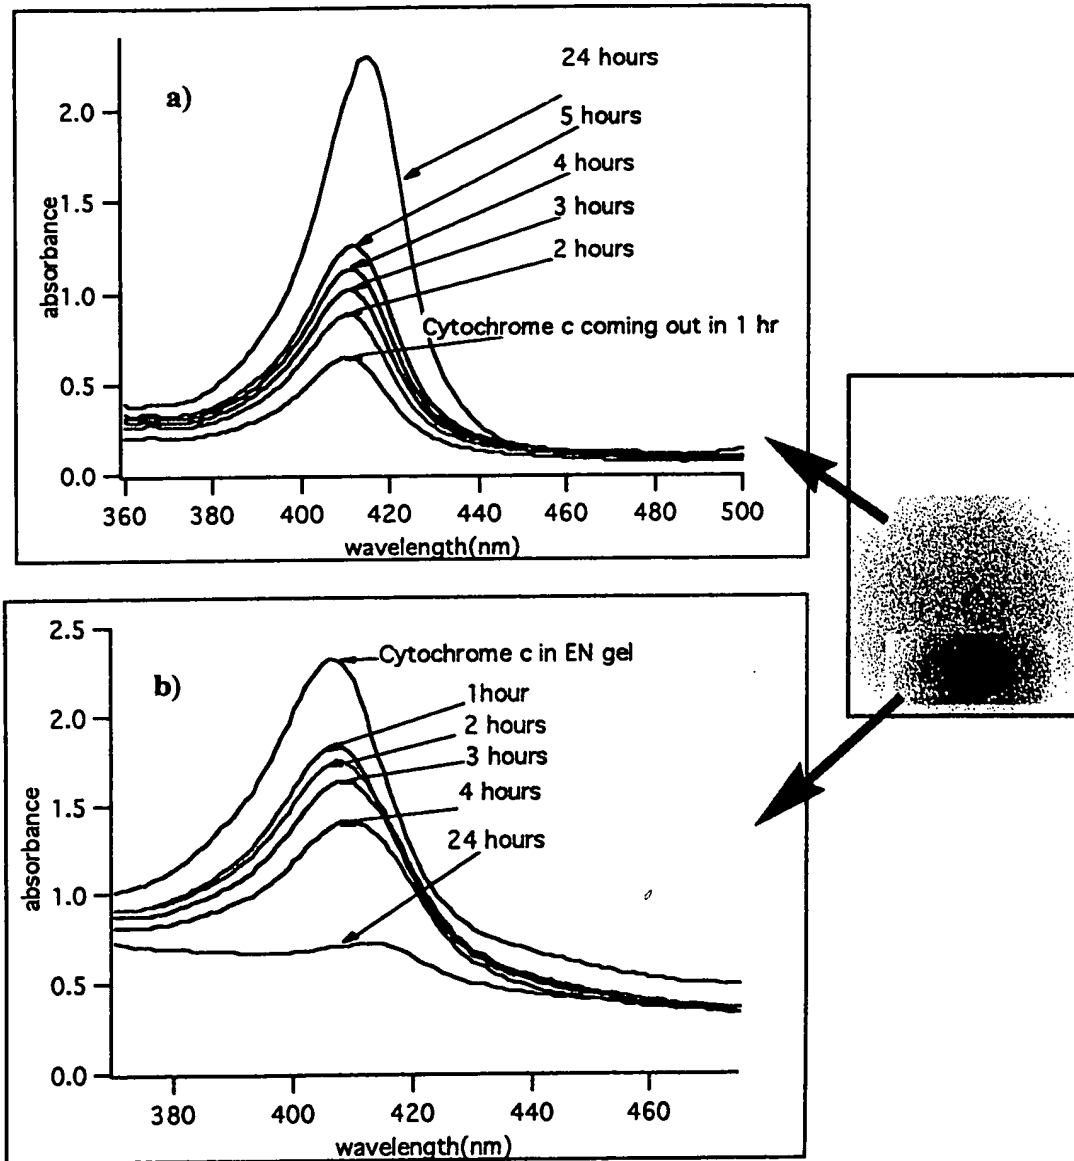 a)
24 hours
5 hours
4 hours
3 hours
2 hours
Cytochrome c coming out in 1 hr
absorbance
2.0
1.5
1.0
0.5
0.0
360 380 400 420 440 460 480 500
wavelength(nm)
b)
Cytochrome c in EN gel
1hour
2 hours
3 hours
4 hours
24 hours
absorbance
2.5
2.0
1.5
1.0
0.5
0.0
380 400 420 440 460
wavelength(nm)